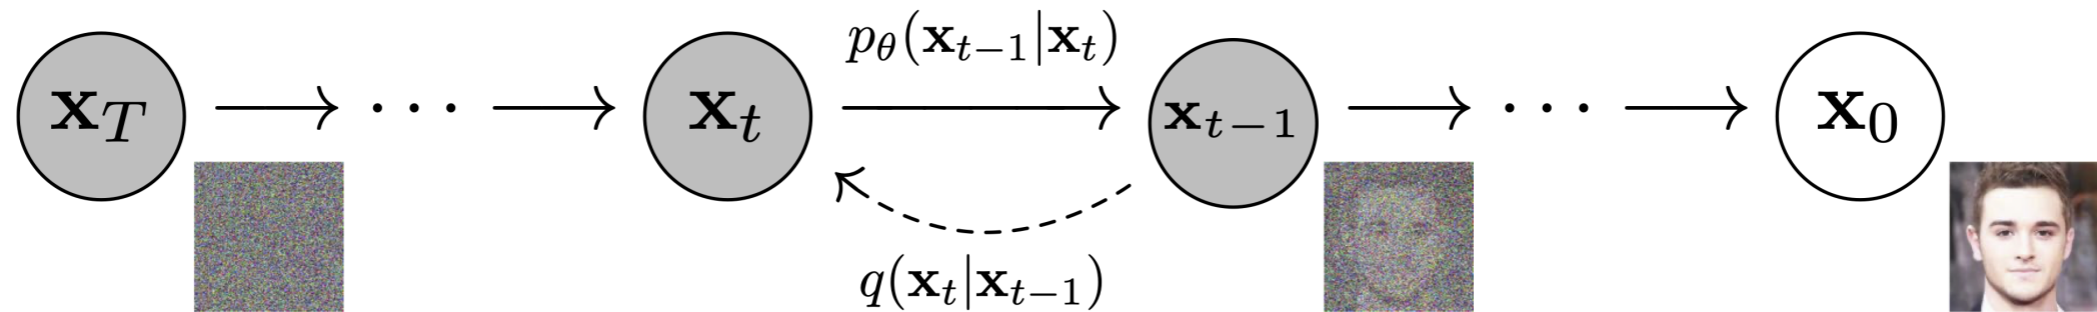 p_θ(𝐱_{t−1}|𝐱_t)
𝐱_T → ··· → 𝐱_t → 𝐱_{t−1} → ··· → 𝐱_0
q(𝐱_t|𝐱_{t−1})